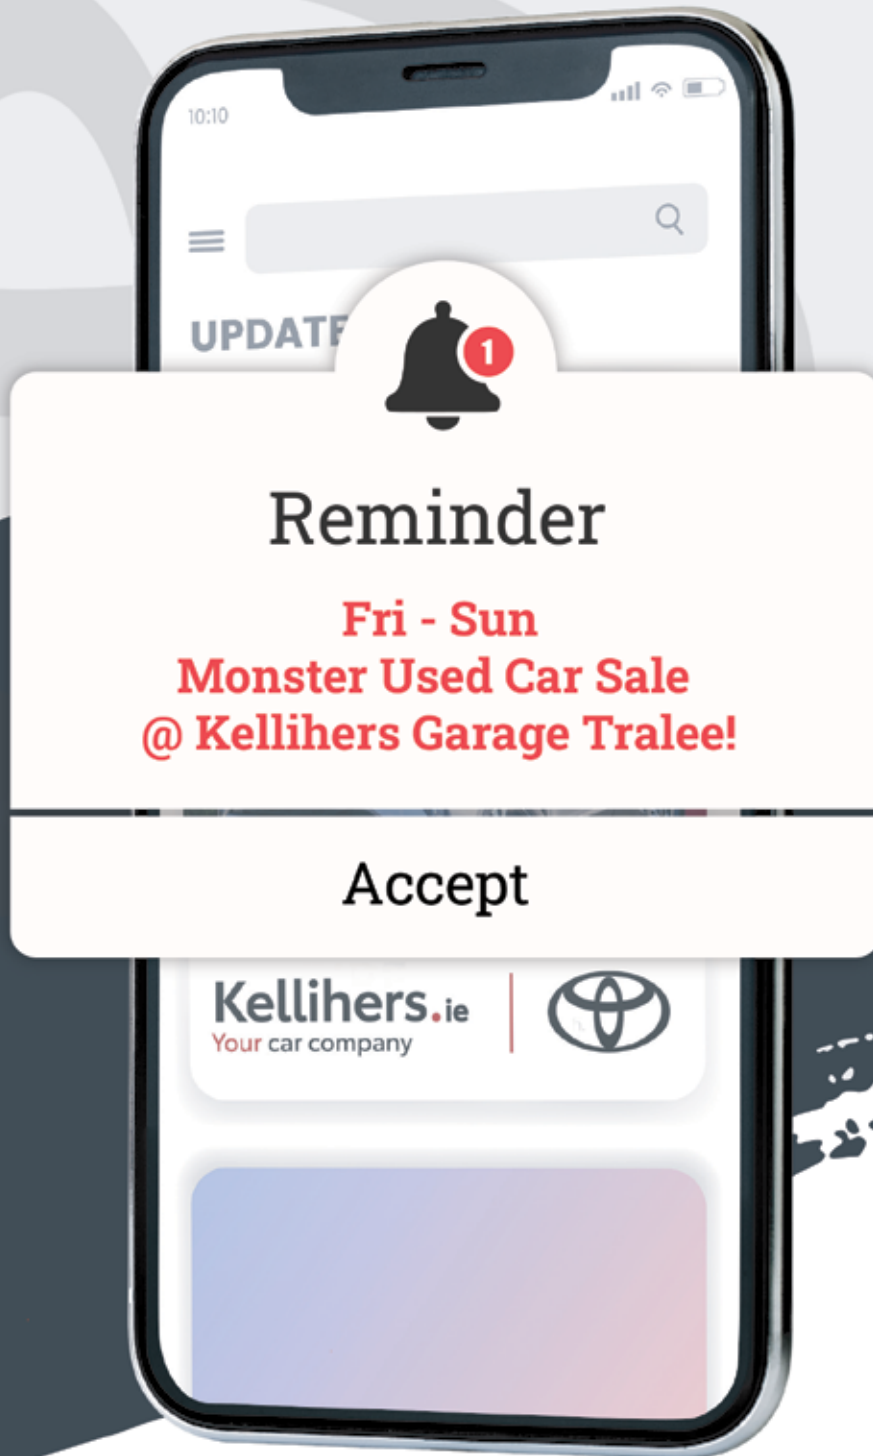 10:10
UPDATE
1
Reminder
Fri - Sun
Monster Used Car Sale
@ Kellihers Garage Tralee!
Accept
Kellihers.ie
Your car company